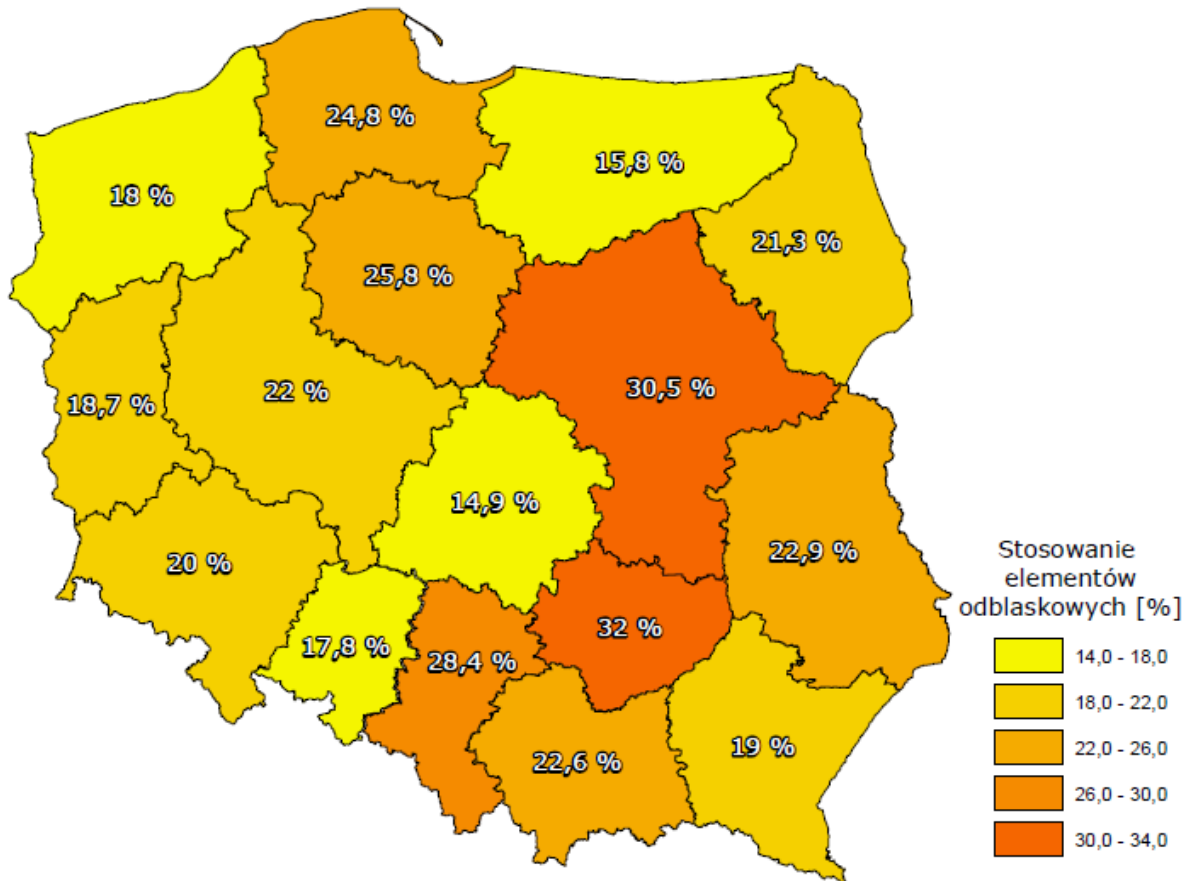 24,8 %
15,8 %
18 %
21,3 %
25,8 %
30,5 %
22 %
18,7 %
14,9 %
22,9 %
20 %
32 %
17,8 %
28,4 %
19 %
22,6 %
Stosowanie
elementów
odblaskowych [%]
14,0 - 18,0
18,0 - 22,0
22,0 - 26,0
26,0 - 30,0
30,0 - 34,0